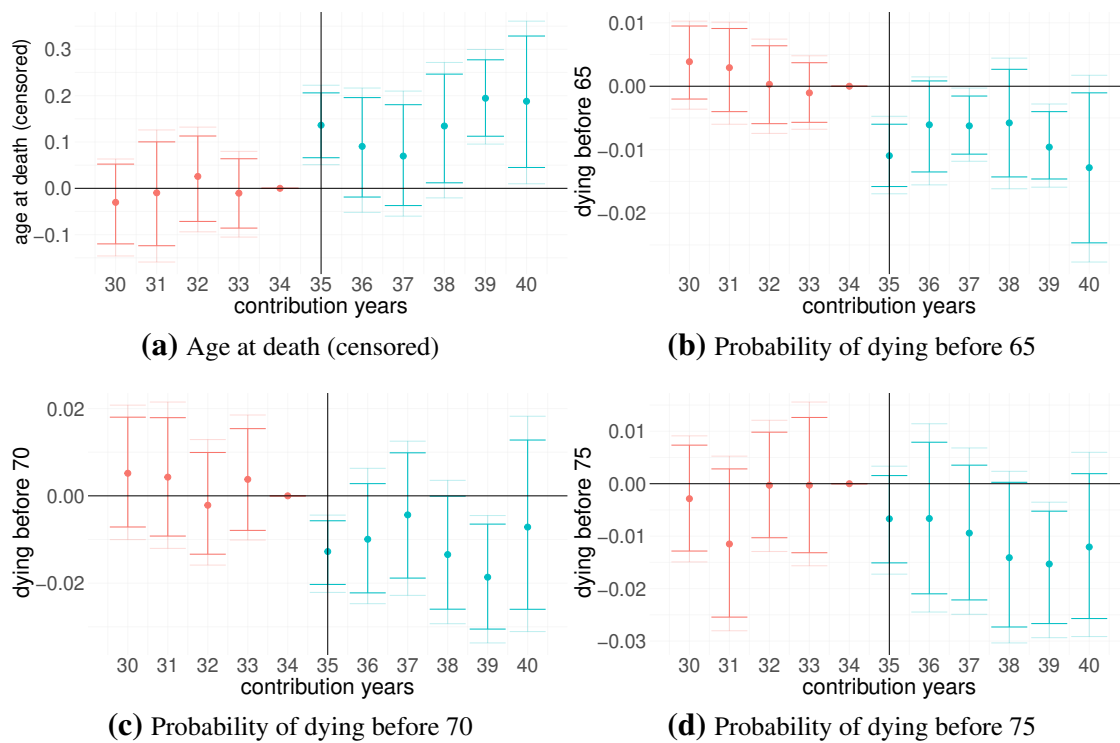 age at death (censored)
0.3
0.2
0.1
0.0
−0.1
30 31 32 33 34 35 36 37 38 39 40
contribution years
(a) Age at death (censored)
dying before 65
0.01
0.00
−0.01
−0.02
30 31 32 33 34 35 36 37 38 39 40
contribution years
(b) Probability of dying before 65
dying before 70
0.02
0.00
−0.02
30 31 32 33 34 35 36 37 38 39 40
contribution years
(c) Probability of dying before 70
dying before 75
0.01
0.00
−0.01
−0.02
−0.03
30 31 32 33 34 35 36 37 38 39 40
contribution years
(d) Probability of dying before 75